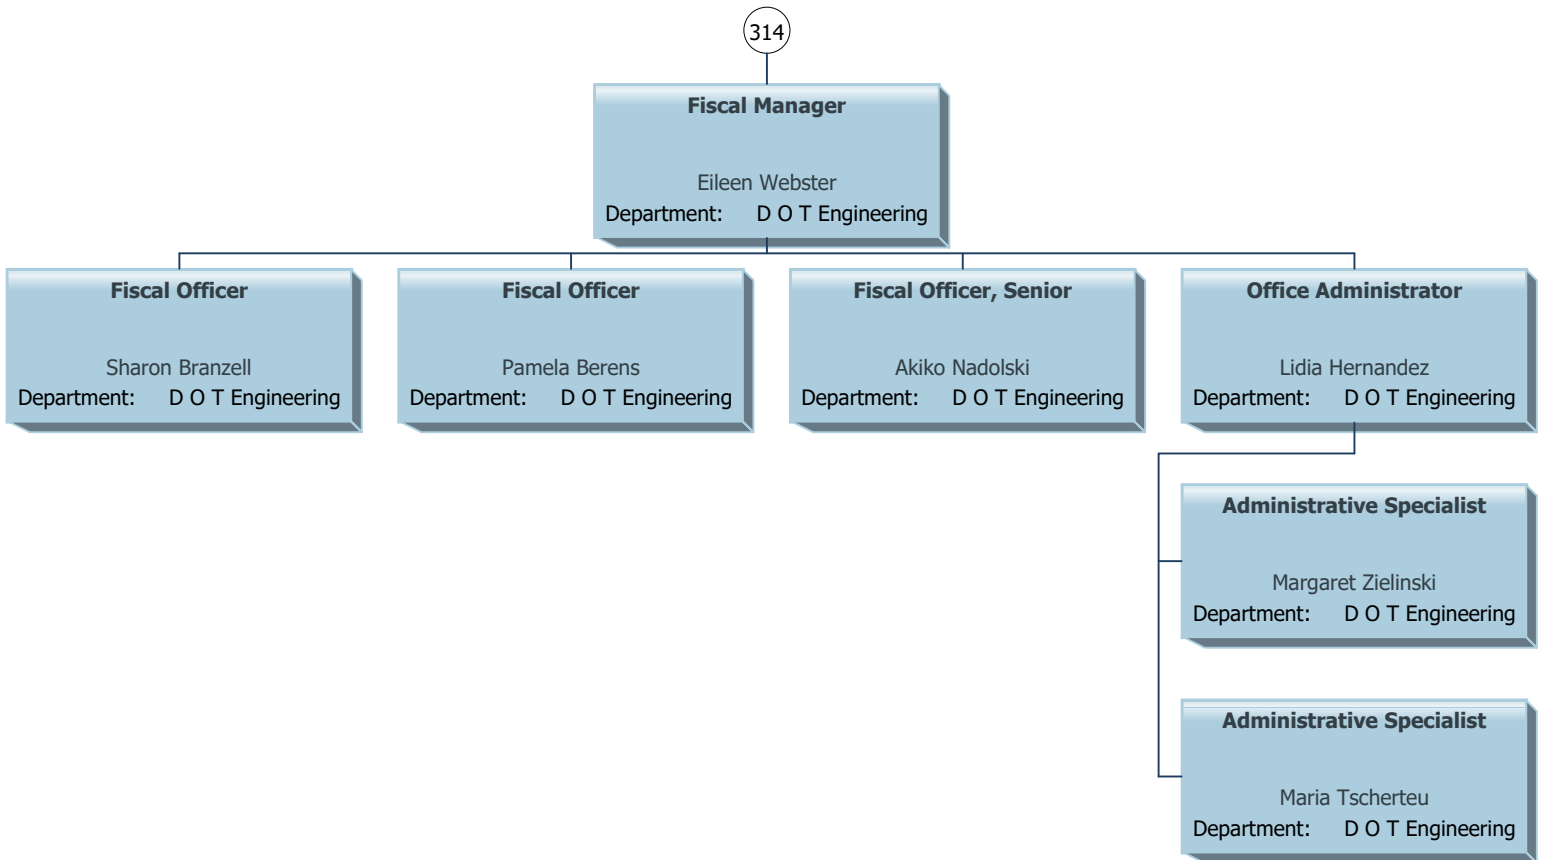 314
Fiscal Manager
Eileen Webster
Department: D O T Engineering
Fiscal Officer
Sharon Branzell
Department: D O T Engineering
Fiscal Officer
Pamela Berens
Department: D O T Engineering
Fiscal Officer, Senior
Akiko Nadolski
Department: D O T Engineering
Office Administrator
Lidia Hernandez
Department: D O T Engineering
Administrative Specialist
Margaret Zielinski
Department: D O T Engineering
Administrative Specialist
Maria Tscherteu
Department: D O T Engineering